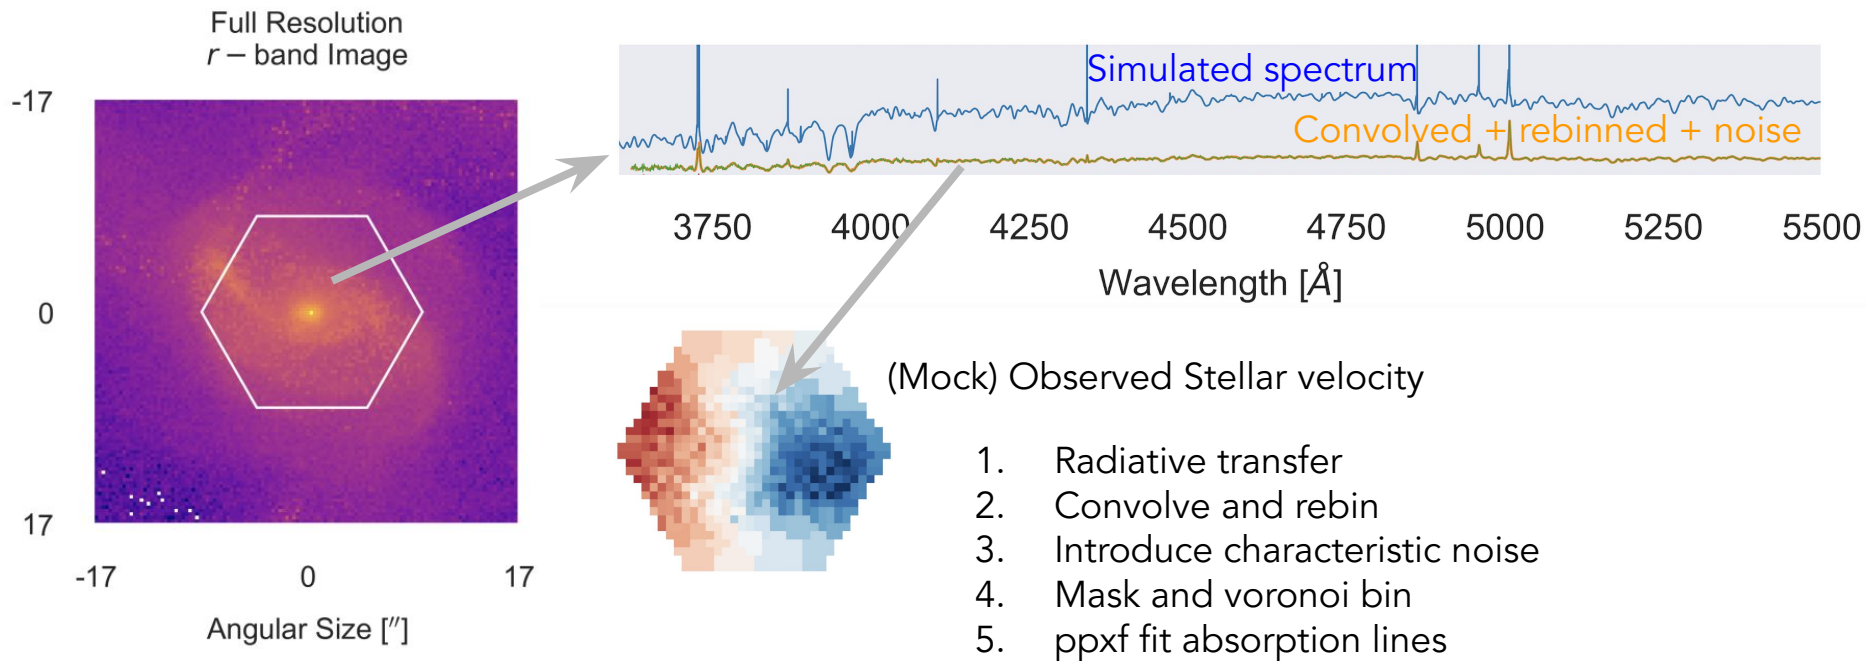 Full Resolution
r – band Image
-17
0
17
-17 0 17
Angular Size ["]
Simulated spectrum
Convolved + rebinned + noise
3750 4000 4250 4500 4750 5000 5250 5500
Wavelength [Å]
(Mock) Observed Stellar velocity
1. Radiative transfer
2. Convolve and rebin
3. Introduce characteristic noise
4. Mask and voronoi bin
5. ppxf fit absorption lines